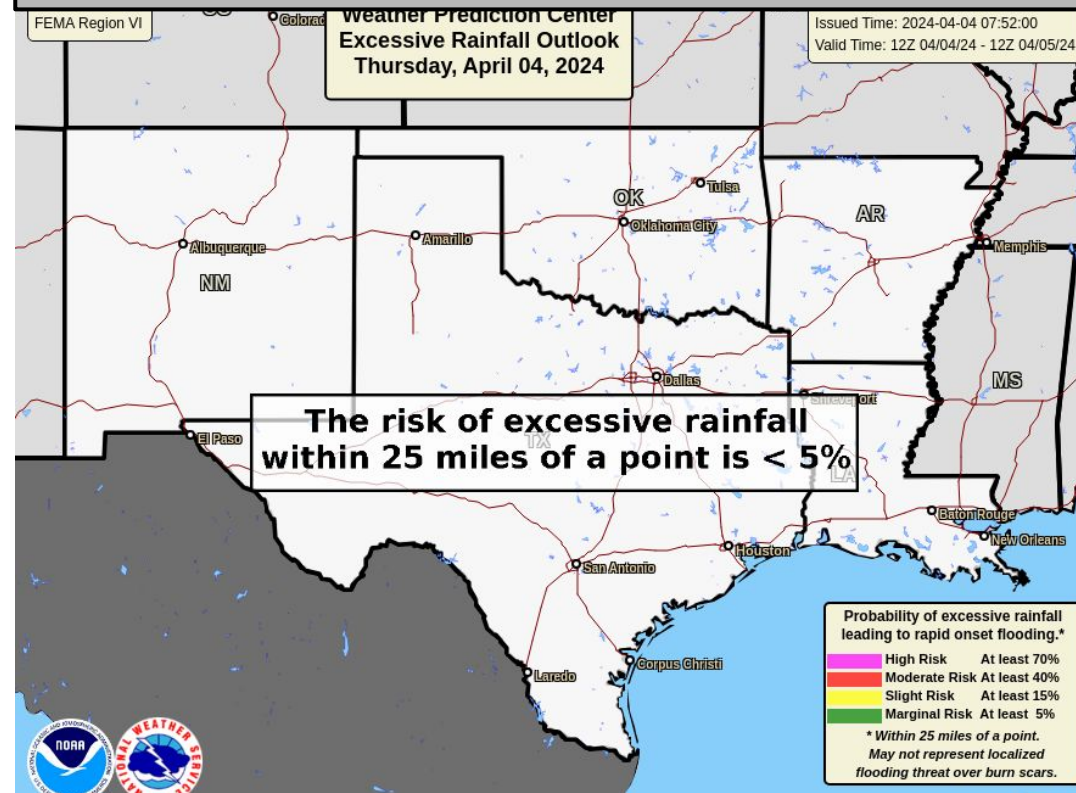 FEMA Region VI
Weather Prediction Center
Excessive Rainfall Outlook
Thursday, April 04, 2024
Issued Time: 2024-04-04 07:52:00
Valid Time: 12Z 04/04/24 - 12Z 04/05/24
Colorad
Tulsa
OK
Oklahoma City
AR
Albuquerque
Amarillo
Memphis
NM
MS
Dallas
Shreveport
The risk of excessive rainfall
within 25 miles of a point is < 5%
El Paso
TX
LA
Baton Rouge
New Orleans
Houston
San Antonio
Laredo
Corpus Christi
Probability of excessive rainfall
leading to rapid onset flooding.*
High Risk At least 70%
Moderate Risk At least 40%
Slight Risk At least 15%
Marginal Risk At least 5%
* Within 25 miles of a point.
May not represent localized
flooding threat over burn scars.
NOAA
NATIONAL WEATHER SERVICE